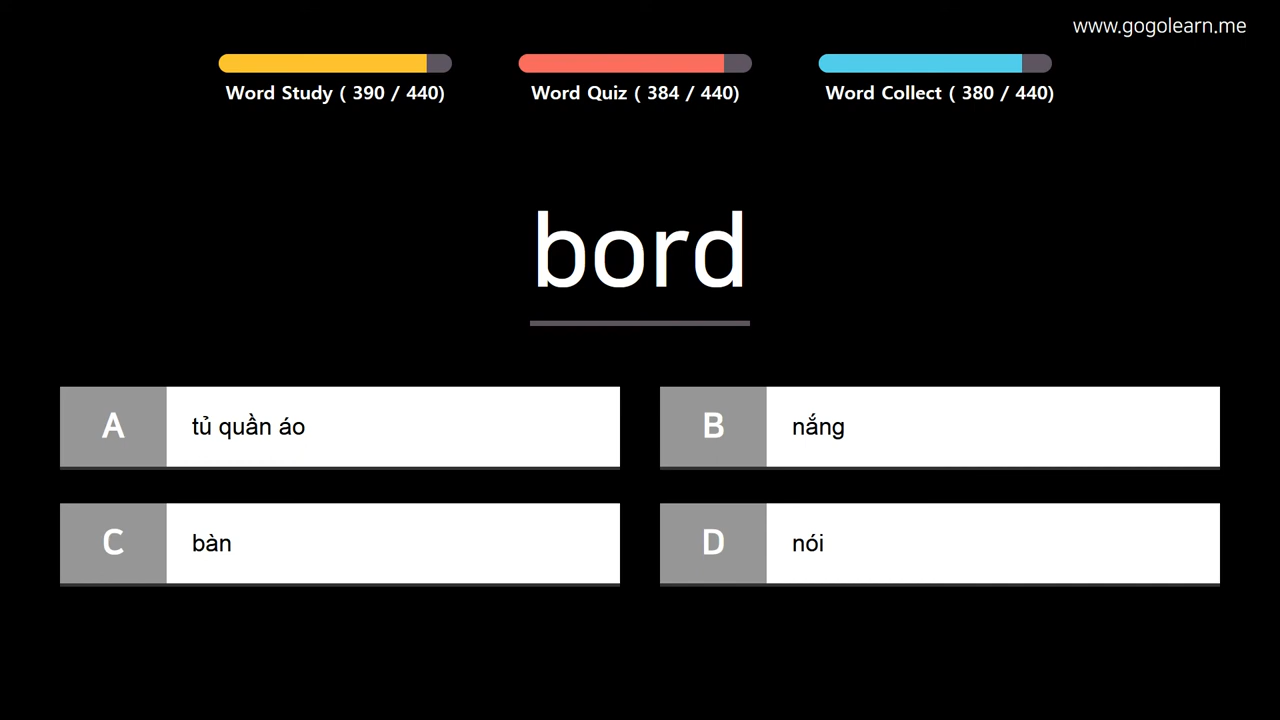 www.gogolearn.me
Word Study ( 390 / 440)
Word Quiz ( 384 / 440)
Word Collect ( 380 / 440)
bord
A tủ quần áo
B nắng
C bàn
D nói